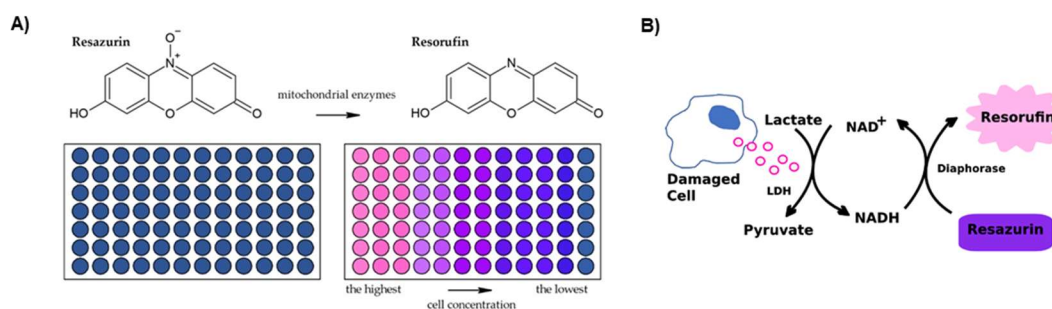 A)
Resazurin
O⁻
N⁺
HO
O
O
mitochondrial enzymes
Resorufin
N
HO
O
O
the highest
cell concentration
the lowest
B)
Damaged
Cell
LDH
Lactate
Pyruvate
NAD⁺
NADH
Diaphorase
Resorufin
Resazurin